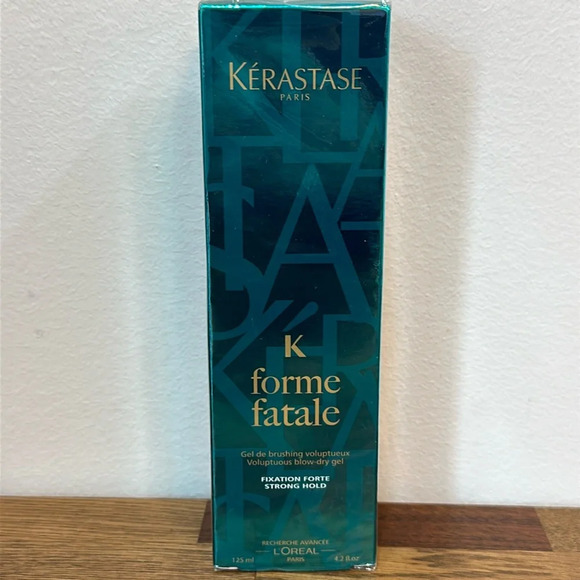 KÉRASTASE
PARIS
K
forme
fatale
Gel de brushing voluptueux
Voluptuous blow-dry gel
FIXATION FORTE
STRONG HOLD
RECHERCHE AVANCÉE
125 ml L'ORÉAL 4.2 fl.oz
PARIS